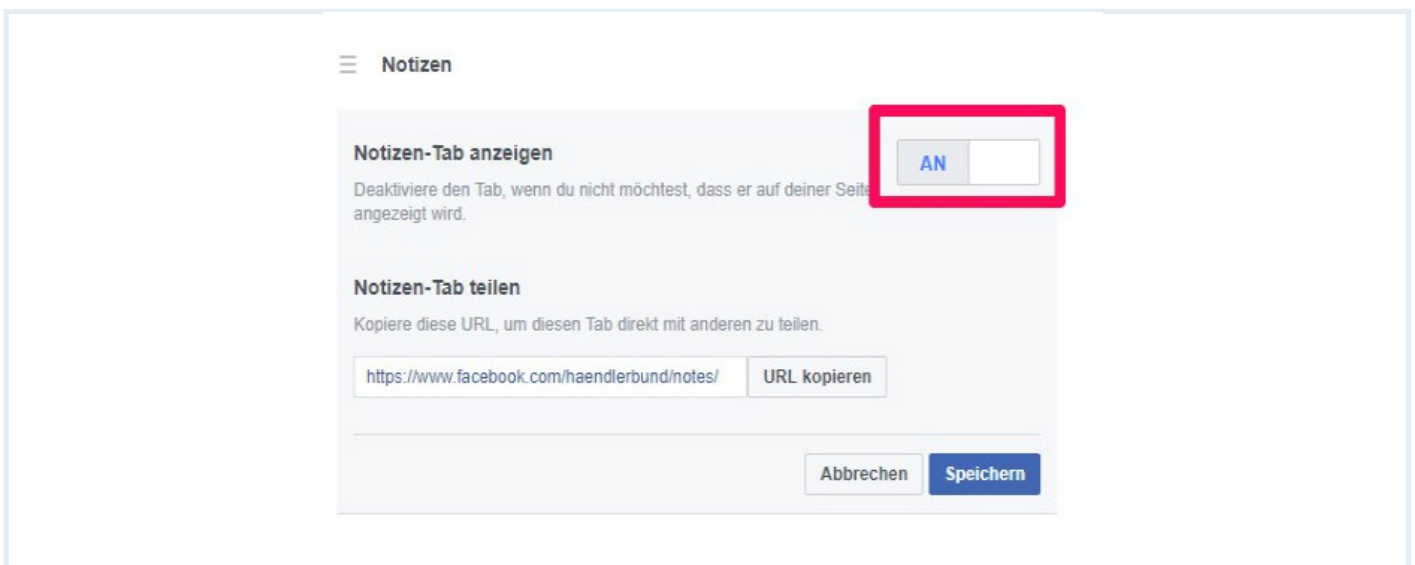 Notizen
Notizen-Tab anzeigen
AN
Deaktiviere den Tab, wenn du nicht möchtest, dass er auf deiner Seite
angezeigt wird.
Notizen-Tab teilen
Kopiere diese URL, um diesen Tab direkt mit anderen zu teilen.
https://www.facebook.com/haendlerbund/notes/ URL kopieren
Abbrechen Speichern